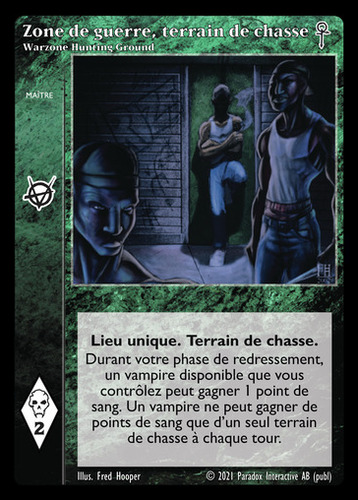 Zone de guerre, terrain de chasse
Warzone Hunting Ground
MAÎTRE
Lieu unique. Terrain de chasse.
Durant votre phase de redressement,
un vampire disponible que vous
contrôlez peut gagner 1 point de
sang. Un vampire ne peut gagner de
points de sang que d'un seul terrain
de chasse à chaque tour.
2
Illus. Fred Hooper
© 2021 Paradox Interactive AB (publ)